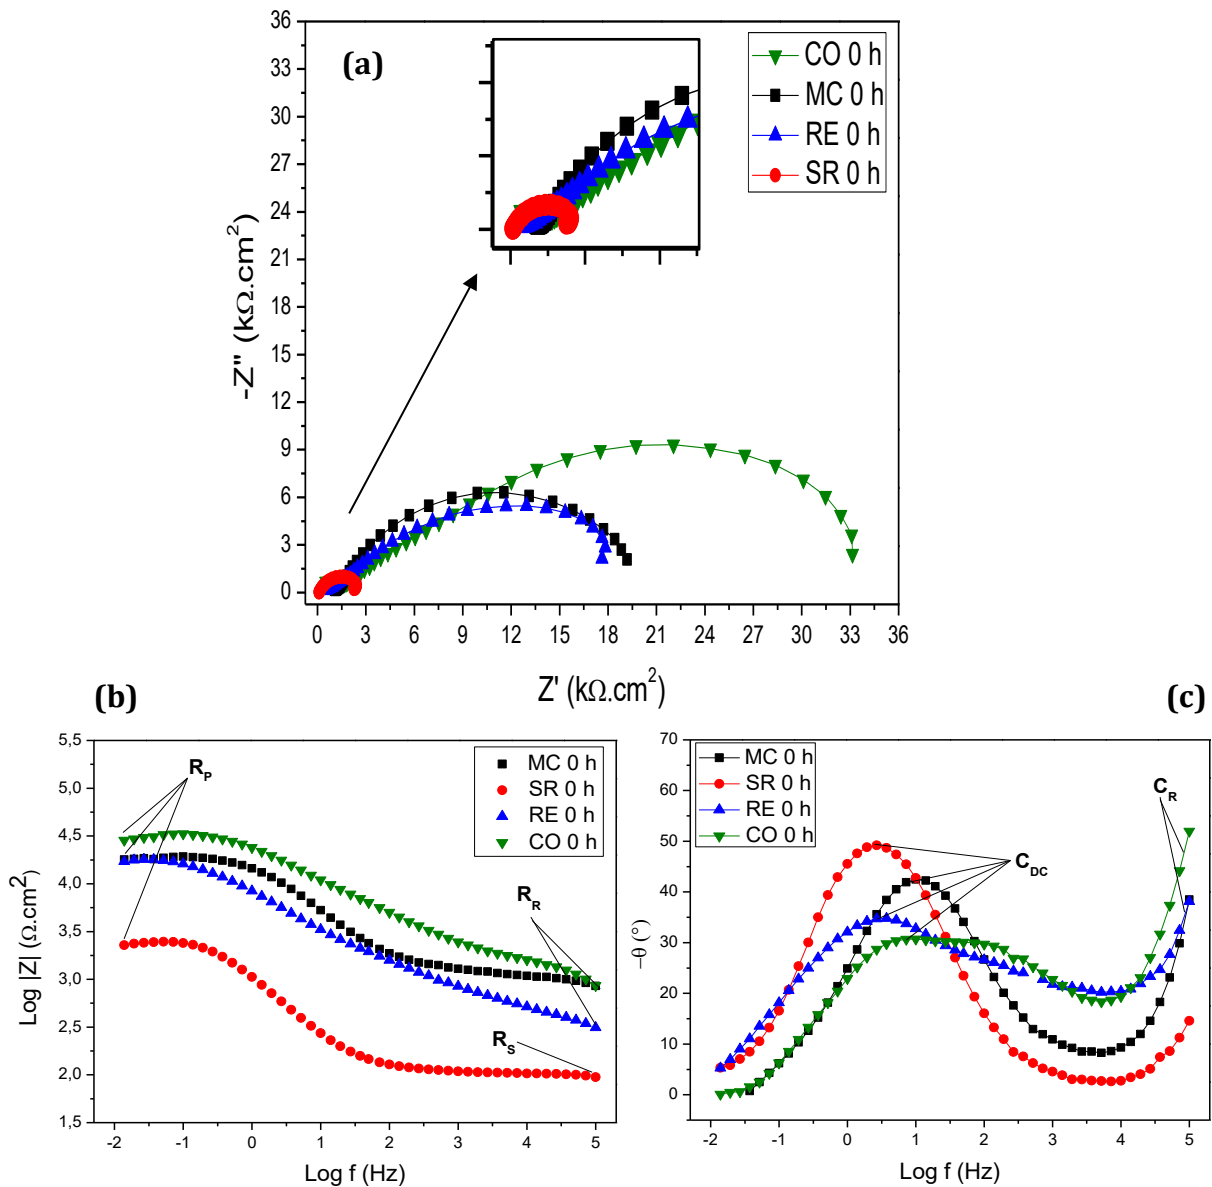 (a)
CO 0 h
MC 0 h
RE 0 h
SR 0 h
36
33
30
27
24
21
18
15
12
9
6
3
0
-Z'' (kΩ.cm²)
0 3 6 9 12 15 18 21 24 27 30 33 36
Z' (kΩ.cm²)
(b)
5,5
5,0
4,5
4,0
3,5
3,0
2,5
2,0
1,5
Log |Z| (Ω.cm²)
R_P
R_R
R_S
MC 0 h
SR 0 h
RE 0 h
CO 0 h
-2 -1 0 1 2 3 4 5
Log f (Hz)
(c)
70
60
50
40
30
20
10
0
−θ (°)
MC 0 h
SR 0 h
RE 0 h
CO 0 h
C_R
C_DC
-2 -1 0 1 2 3 4 5
Log f (Hz)